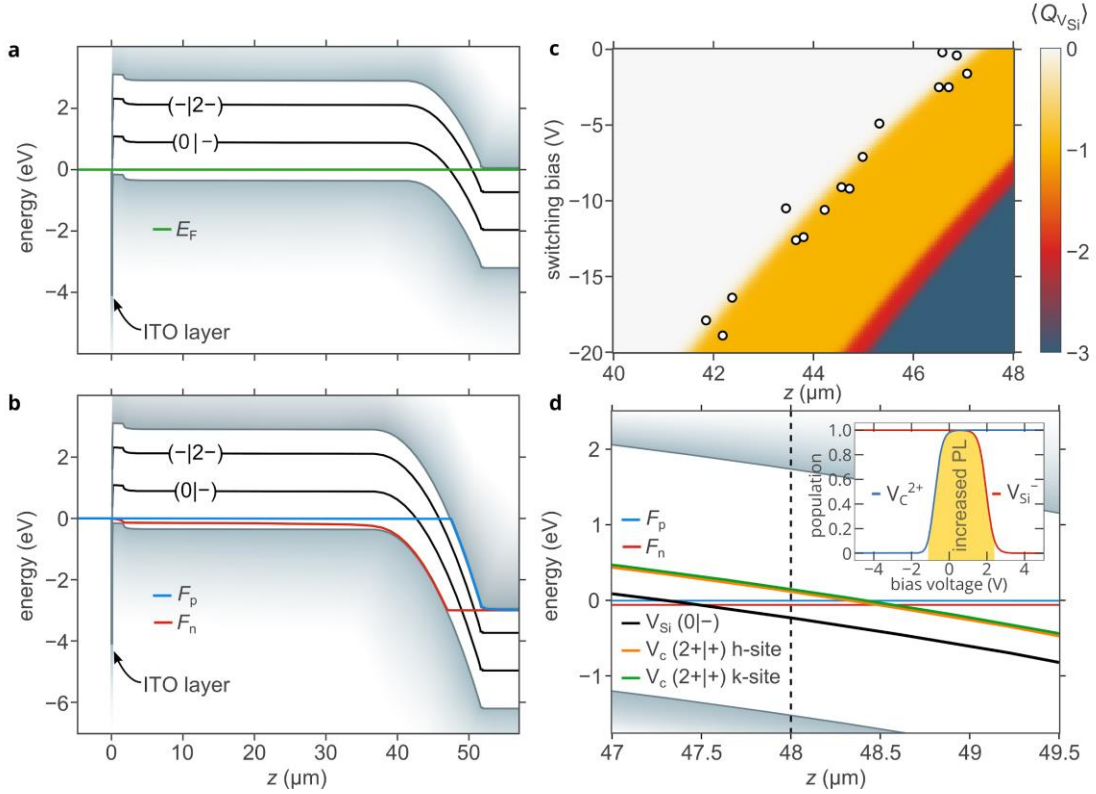 a
energy (eV)
2
0
−2
−4
(−|2−)
(0|−)
E_F
ITO layer
b
energy (eV)
2
0
−2
−4
−6
(−|2−)
(0|−)
F_p
F_n
ITO layer
0
10
20
30
40
50
z (μm)
c
⟨Q_V_Si⟩
switching bias (V)
0
−5
−10
−15
−20
40
42
44
46
48
z (μm)
0
−1
−2
−3
d
energy (eV)
2
1
0
−1
F_p
F_n
V_Si (0|−)
V_c (2+|+) h-site
V_c (2+|+) k-site
47
47.5
48
48.5
49
49.5
z (μm)
population
1.0
0.8
0.6
0.4
0.2
0
V_C^2+
increased PL
V_Si^−
−4
−2
0
2
4
bias voltage (V)